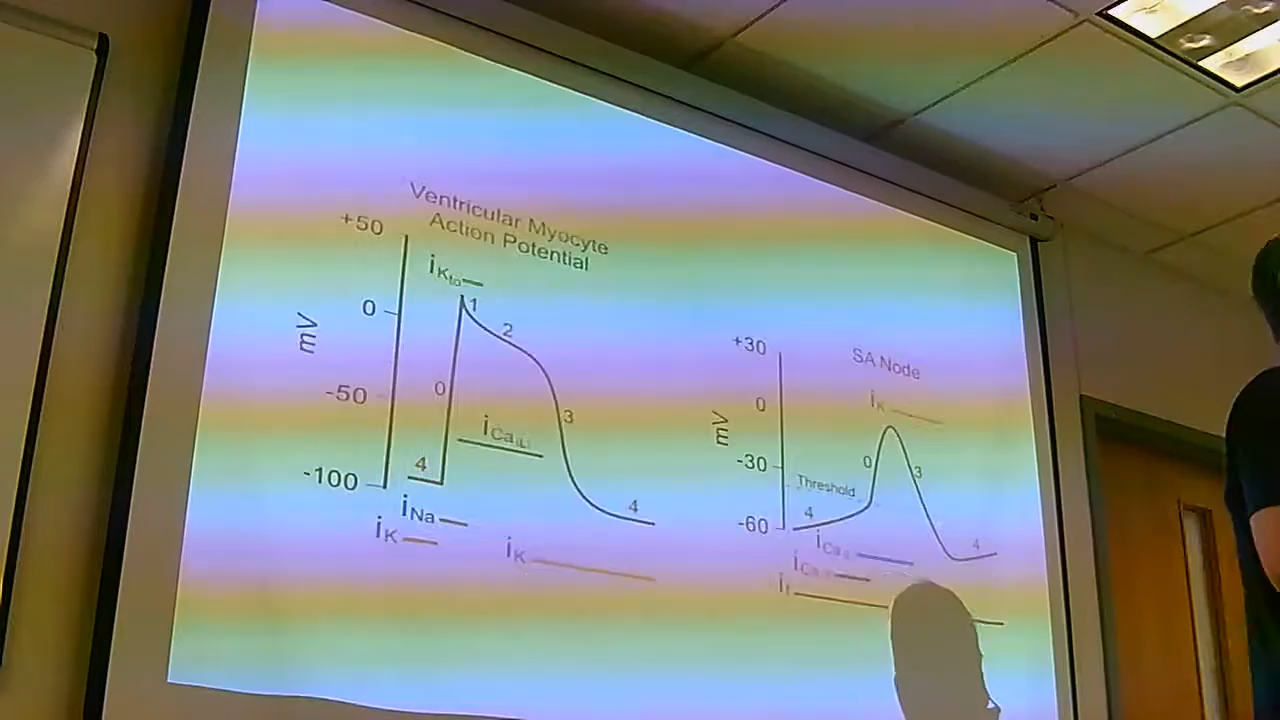 Ventricular Myocyte
Action Potential
+50
0
-50
-100
mV
iKto
1
2
0
3
iCa(L)
4
4
iNa
iK
iK
SA Node
+30
0
-30
-60
mV
iK
0
3
Threshold
4
4
iCa
iCa
If